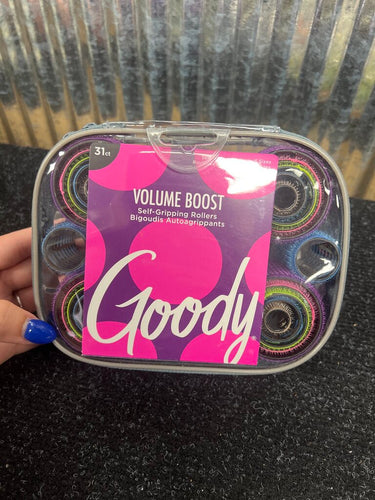 31ct
VOLUME BOOST
Self-Gripping Rollers
Bigoudis Autoagrippants
Goody